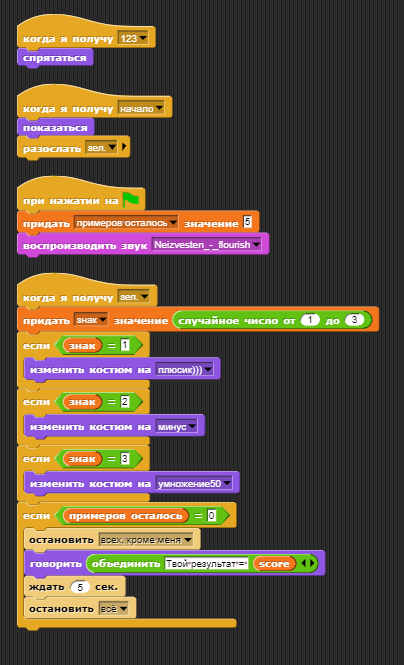 когда я получу 123
спрятаться
когда я получу начало
показаться
разослать зел.
при нажатии на
придать примеров осталось значение 5
воспроизводить звук Neizvesten_-_flourish
когда я получу зел.
придать знак значение случайное число от 1 до 3
если знак = 1
изменить костюм на плюсик)))
если знак = 2
изменить костюм на минус
если знак = 3
изменить костюм на умножение50
если примеров осталось = 0
остановить всех, кроме меня
говорить объединить Твой результат = score
ждать 5 сек.
остановить всё